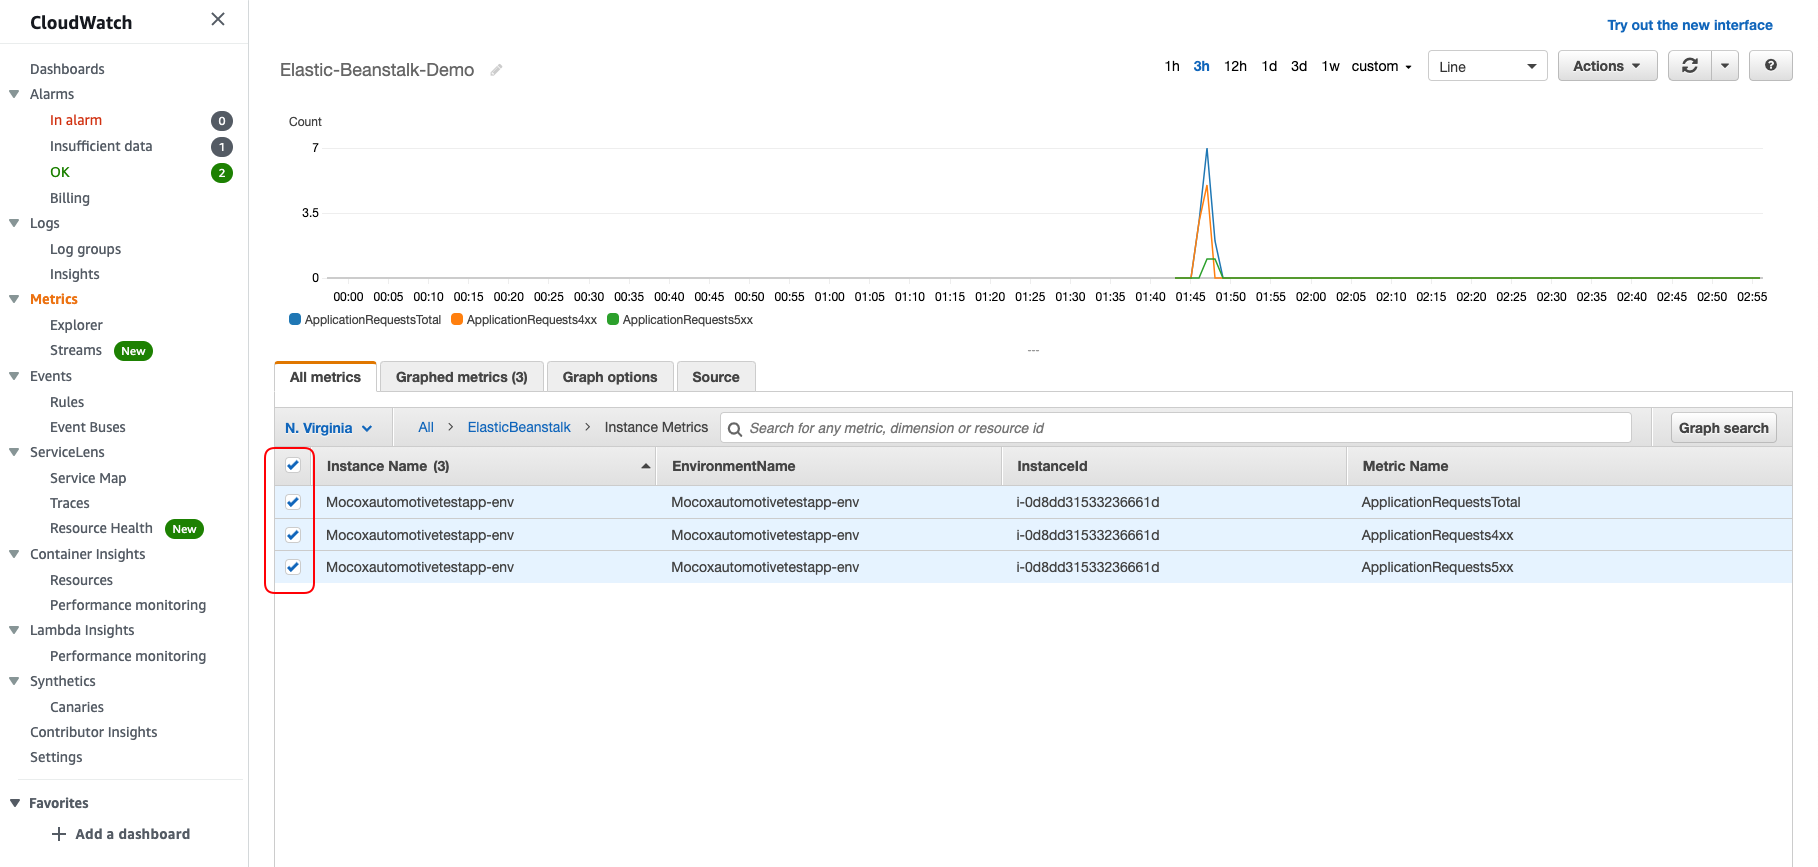 CloudWatch
Dashboards
Alarms
In alarm 0
Insufficient data 1
OK 2
Billing
Logs
Log groups
Insights
Metrics
Explorer
Streams New
Events
Rules
Event Buses
ServiceLens
Service Map
Traces
Resource Health New
Container Insights
Resources
Performance monitoring
Lambda Insights
Performance monitoring
Synthetics
Canaries
Contributor Insights
Settings
Favorites
Add a dashboard
Try out the new interface
Elastic-Beanstalk-Demo
1h 3h 12h 1d 3d 1w custom Line Actions
Count
7
3.5
0
00:00 00:05 00:10 00:15 00:20 00:25 00:30 00:35 00:40 00:45 00:50 00:55 01:00 01:05 01:10 01:15 01:20 01:25 01:30 01:35 01:40 01:45 01:50 01:55 02:00 02:05 02:10 02:15 02:20 02:25 02:30 02:35 02:40 02:45 02:50 02:55
ApplicationRequestsTotal ApplicationRequests4xx ApplicationRequests5xx
All metrics Graphed metrics (3) Graph options Source
N. Virginia All > ElasticBeanstalk > Instance Metrics Search for any metric, dimension or resource id Graph search
Instance Name (3) EnvironmentName InstanceId Metric Name
Mocoxautomotivetestapp-env Mocoxautomotivetestapp-env i-0d8dd31533236661d ApplicationRequestsTotal
Mocoxautomotivetestapp-env Mocoxautomotivetestapp-env i-0d8dd31533236661d ApplicationRequests4xx
Mocoxautomotivetestapp-env Mocoxautomotivetestapp-env i-0d8dd31533236661d ApplicationRequests5xx